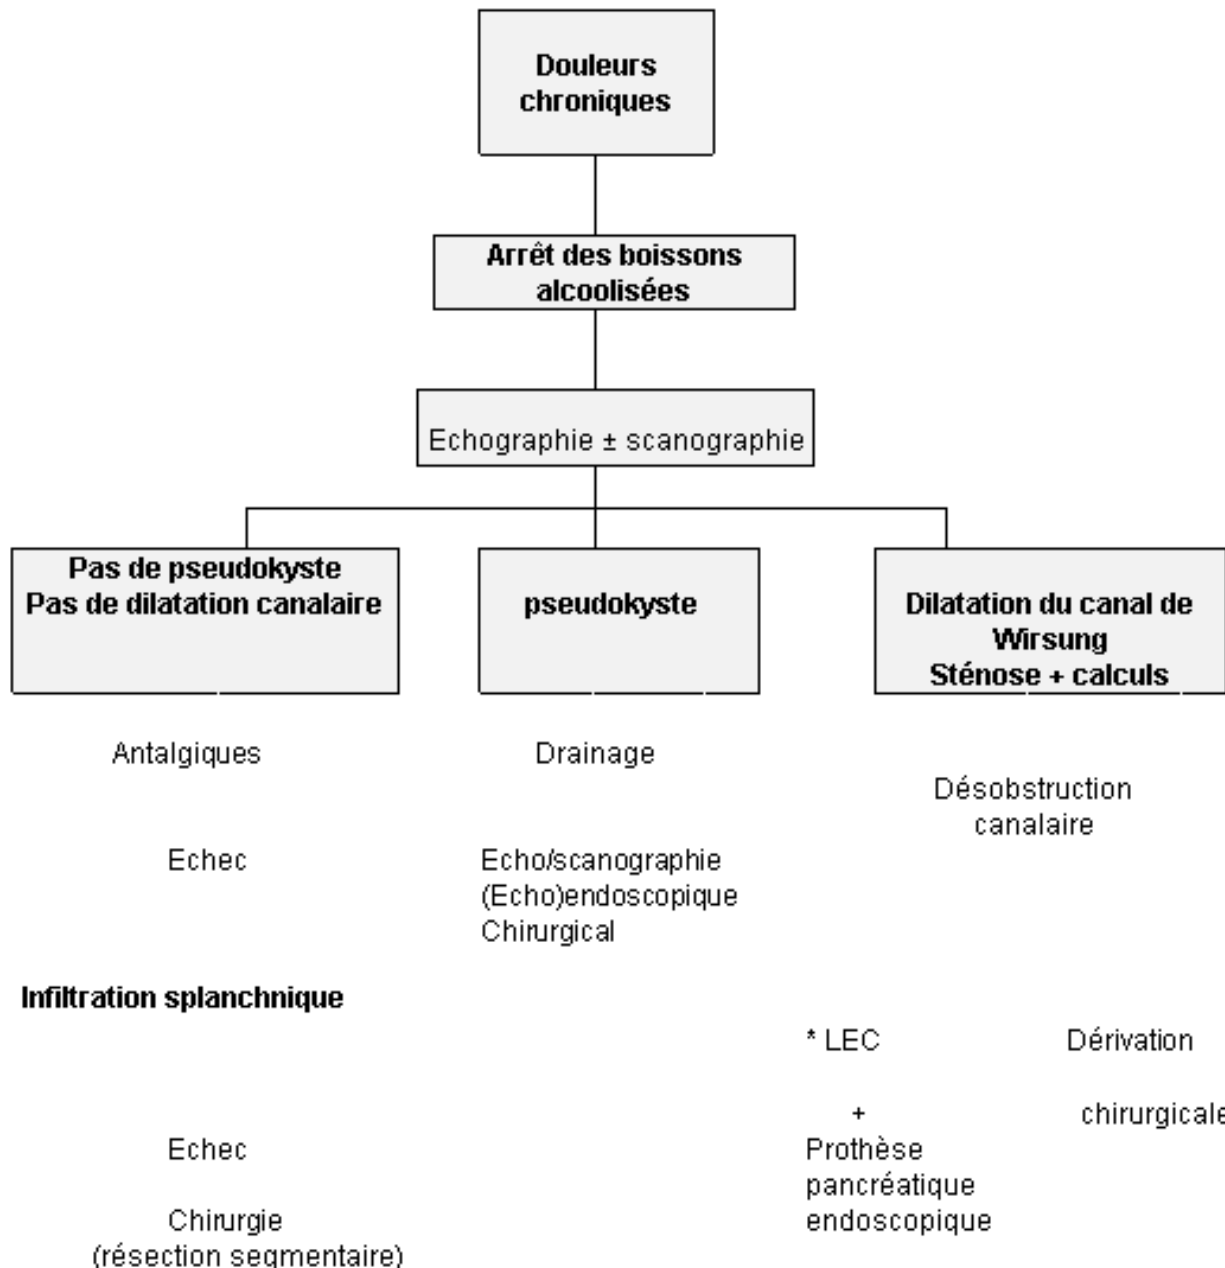 Douleurs
chroniques
Arrêt des boissons
alcoolisées
Echographie ± scanographie
Pas de pseudokyste
Pas de dilatation canalaire
pseudokyste
Dilatation du canal de
Wirsung
Sténose + calculs
Antalgiques
Drainage
Désobstruction
canalaire
Echec
Echo/scanographie
(Echo)endoscopique
Chirurgical
Infiltration splanchnique
* LEC
Dérivation
+
chirurgicale
Echec
Prothèse
pancréatique
endoscopique
Chirurgie
(résection segmentaire)